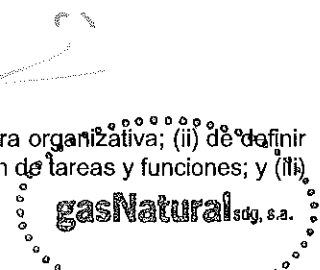 ra organizativa; (ii) de definir
n de tareas y funciones; y (iii)
gasNatural sdg, s.a.